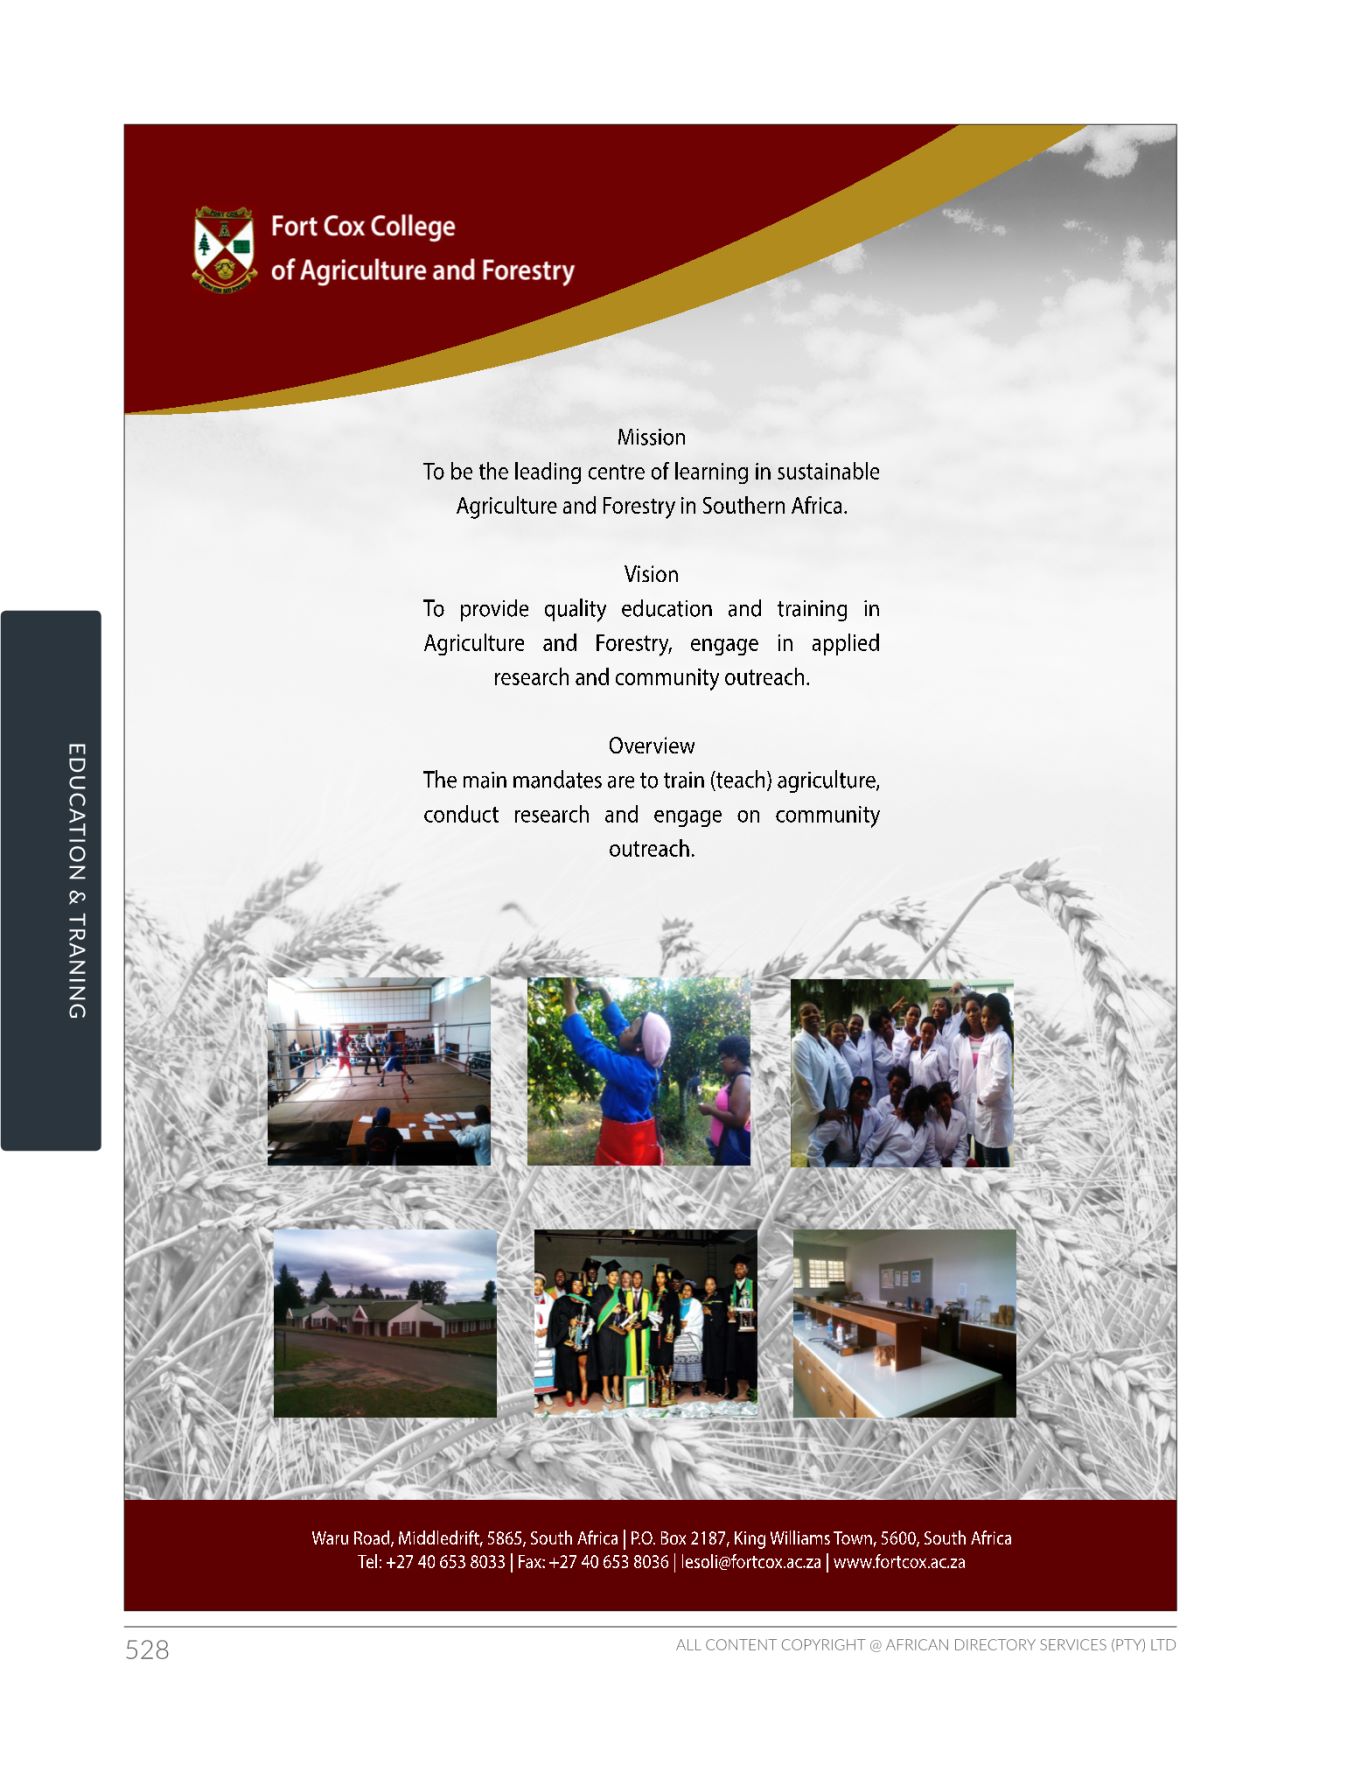 Fort Cox College
of Agriculture and Forestry
Mission
To be the leading centre of learning in sustainable
Agriculture and Forestry in Southern Africa.
Vision
To provide quality education and training in
Agriculture and Forestry, engage in applied
research and community outreach.
Overview
The main mandates are to train (teach) agriculture,
conduct research and engage on community
outreach.
EDUCATION & TRANING
Waru Road, Middledrift, 5865, South Africa | P.O. Box 2187, King Williams Town, 5600, South Africa
Tel: +27 40 653 8033 | Fax: +27 40 653 8036 | lesoli@fortcox.ac.za | www.fortcox.ac.za
528
ALL CONTENT COPYRIGHT @ AFRICAN DIRECTORY SERVICES (PTY) LTD